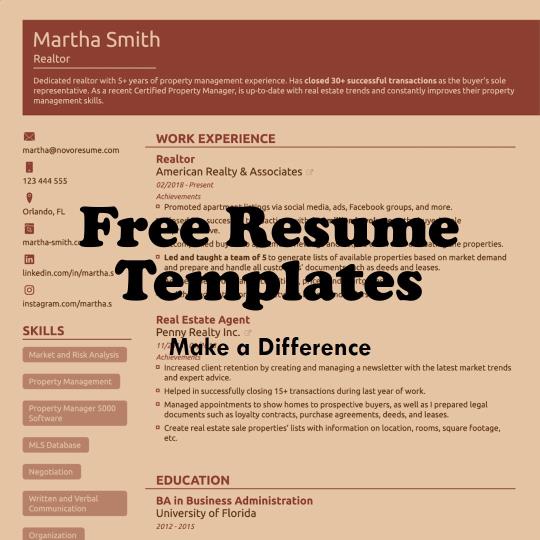 Martha Smith
Realtor
Dedicated realtor with 5+ years of property management experience. Has closed 30+ successful transactions as the buyer's sole
representative. As a recent Certified Property Manager, is up-to-date with real estate trends and constantly improves their property
management skills.
martha@novoresume.com
123 444 555
Orlando, FL
martha-smith.co
linkedin.com/in/martha.s
instagram.com/martha.s
SKILLS
Market and Risk Analysis
Property Management
Property Manager 5000
Software
MLS Database
Negotiation
Written and Verbal
Communication
Organization
WORK EXPERIENCE
Realtor
American Realty & Associates
02/2018 - Present
Achievements
Promoted apartment listings via social media, ads, Facebook groups, and more.
Free Resume
Templates
properties.
Led and taught a team of 5 to generate lists of available properties based on market demand
and prepare and handle all documents such as deeds and leases.
Real Estate Agent
Penny Realty Inc.
Make a Difference
Achievements
Increased client retention by creating and managing a newsletter with the latest market trends
and expert advice.
Helped in successfully closing 15+ transactions during last year of work.
Managed appointments to show homes to prospective buyers, as well as I prepared legal
documents such as loyalty contracts, purchase agreements, deeds, and leases.
Create real estate sale properties' lists with information on location, rooms, square footage,
etc.
EDUCATION
BA in Business Administration
University of Florida
2012 - 2015